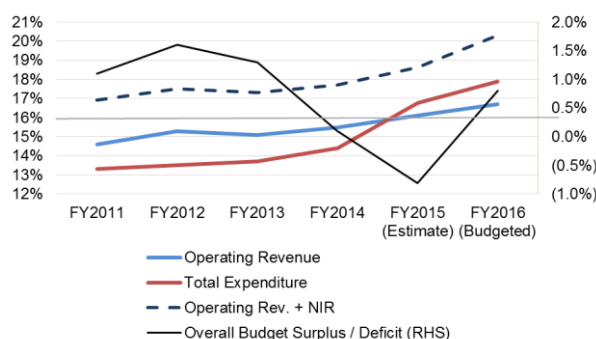 21%
20%
19%
18%
17%
16%
15%
14%
13%
12%
2.0%
1.5%
1.0%
0.5%
0.0%
(0.5%)
(1.0%)
FY2011 FY2012 FY2013 FY2014 FY2015 FY2016
(Estimate) (Budgeted)
Operating Revenue
Total Expenditure
Operating Rev. + NIR
Overall Budget Surplus / Deficit (RHS)